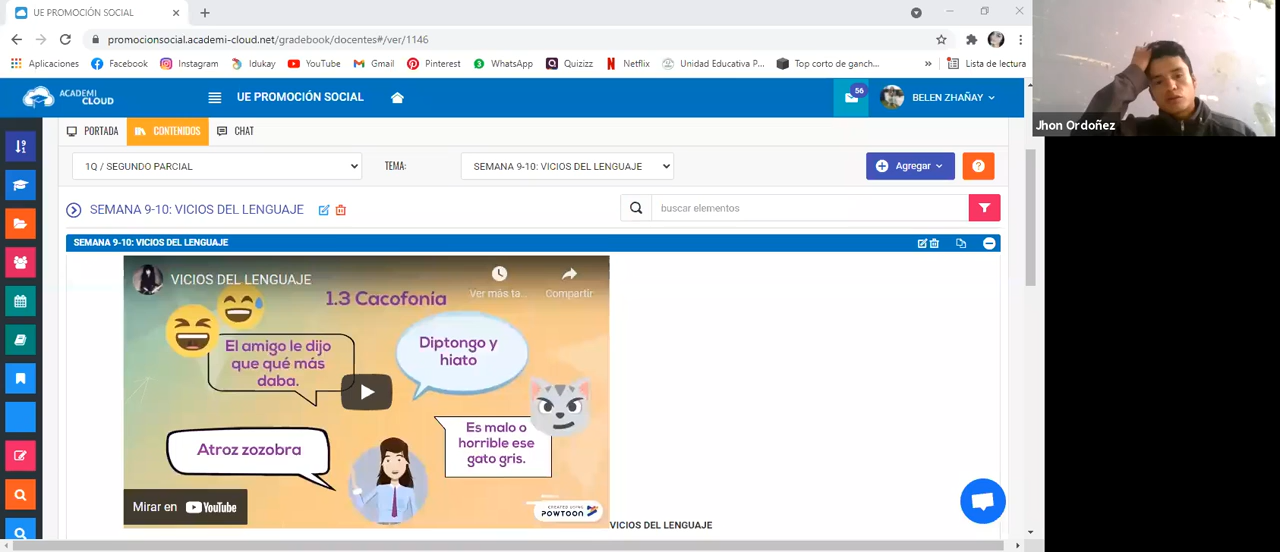 UE PROMOCIÓN SOCIAL
promocionsocial.academi-cloud.net/gradebook/docentes#/ver/1146
Aplicaciones Facebook Instagram Idukay YouTube Gmail Pinterest WhatsApp Quizizz Netflix Unidad Educativa P... Top corto de ganch... » Lista de lectura
ACADEMI CLOUD
UE PROMOCIÓN SOCIAL
56
BELEN ZHAÑAY
Jhon Ordoñez
PORTADA CONTENIDOS CHAT
1Q / SEGUNDO PARCIAL TEMA: SEMANA 9-10: VICIOS DEL LENGUAJE Agregar
SEMANA 9-10: VICIOS DEL LENGUAJE
buscar elementos
SEMANA 9-10: VICIOS DEL LENGUAJE
VICIOS DEL LENGUAJE
Ver más ta... Compartir
1.3 Cacofonía
El amigo le dijo
que qué más
daba.
Diptongo y
hiato
Atroz zozobra
Es malo o
horrible ese
gato gris.
Mirar en YouTube
CREATED USING
POWTOON
VICIOS DEL LENGUAJE